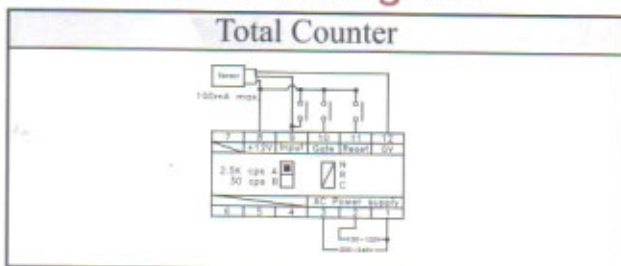 Total Counter
Sensor
100mA max.
7 8 9 10 11 12
+12V Input Gate Reset 0V
2.5K cps A N
30 cps B R
C
AC Power supply
6 5 4 3 2 1